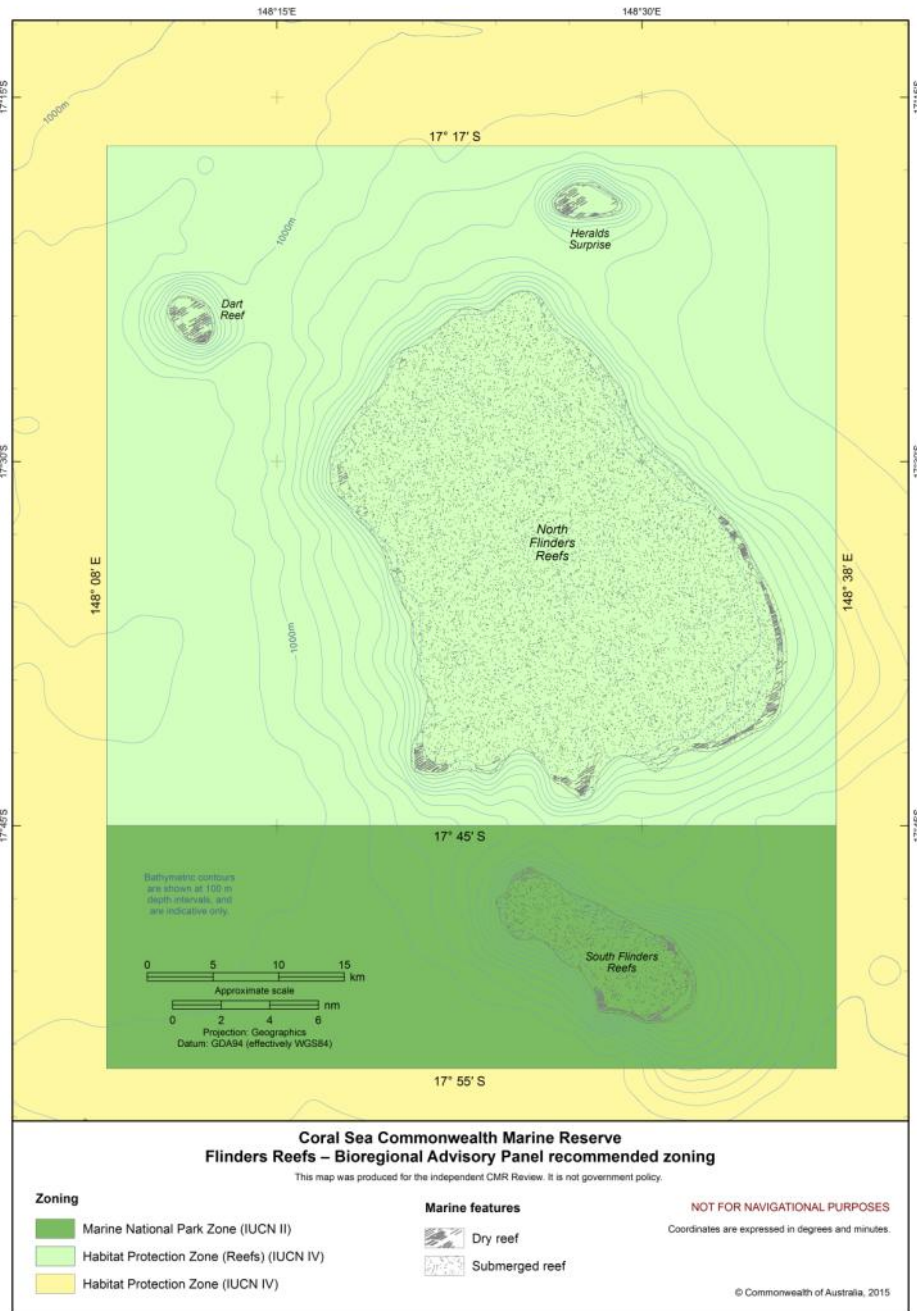 148°15'E
148°30'E
17°15'S
17°15'S
1000m
17° 17′ S
1000m
Heralds
Surprise
Dart
Reef
17°30'S
17°30'S
North
Flinders
Reefs
148° 08′ E
148° 38′ E
1000m
17°45'S
17° 45′ S
17°45'S
Bathymetric contours
are shown at 100 m
depth intervals, and
are indicative only.
South Flinders
Reefs
0 5 10 15
km
Approximate scale
nm
0 2 4 6
Projection: Geographics
Datum: GDA94 (effectively WGS84)
17° 55′ S
Coral Sea Commonwealth Marine Reserve
Flinders Reefs – Bioregional Advisory Panel recommended zoning
This map was produced for the independent CMR Review. It is not government policy.
Zoning
Marine National Park Zone (IUCN II)
Habitat Protection Zone (Reefs) (IUCN IV)
Habitat Protection Zone (IUCN IV)
Marine features
Dry reef
Submerged reef
NOT FOR NAVIGATIONAL PURPOSES
Coordinates are expressed in degrees and minutes.
© Commonwealth of Australia, 2015